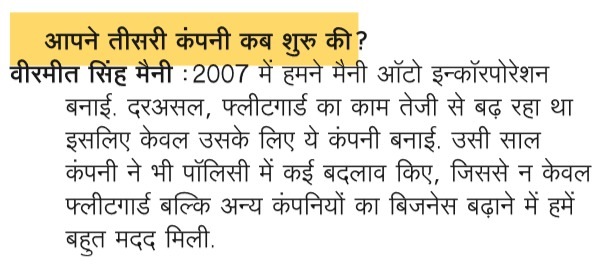 आपने तीसरी कंपनी कब शुरु की?
वीरमीत सिंह मैनी : 2007 में हमने मैनी ऑटो इन्कॉरपोरेशन
बनाई. दरअसल, फ्लीटगार्ड का काम तेजी से बढ़ रहा था
इसलिए केवल उसके लिए ये कंपनी बनाई. उसी साल
कंपनी ने भी पॉलिसी में कई बदलाव किए, जिससे न केवल
फ्लीटगार्ड बल्कि अन्य कंपनियों का बिजनेस बढ़ाने में हमें
बहुत मदद मिली.